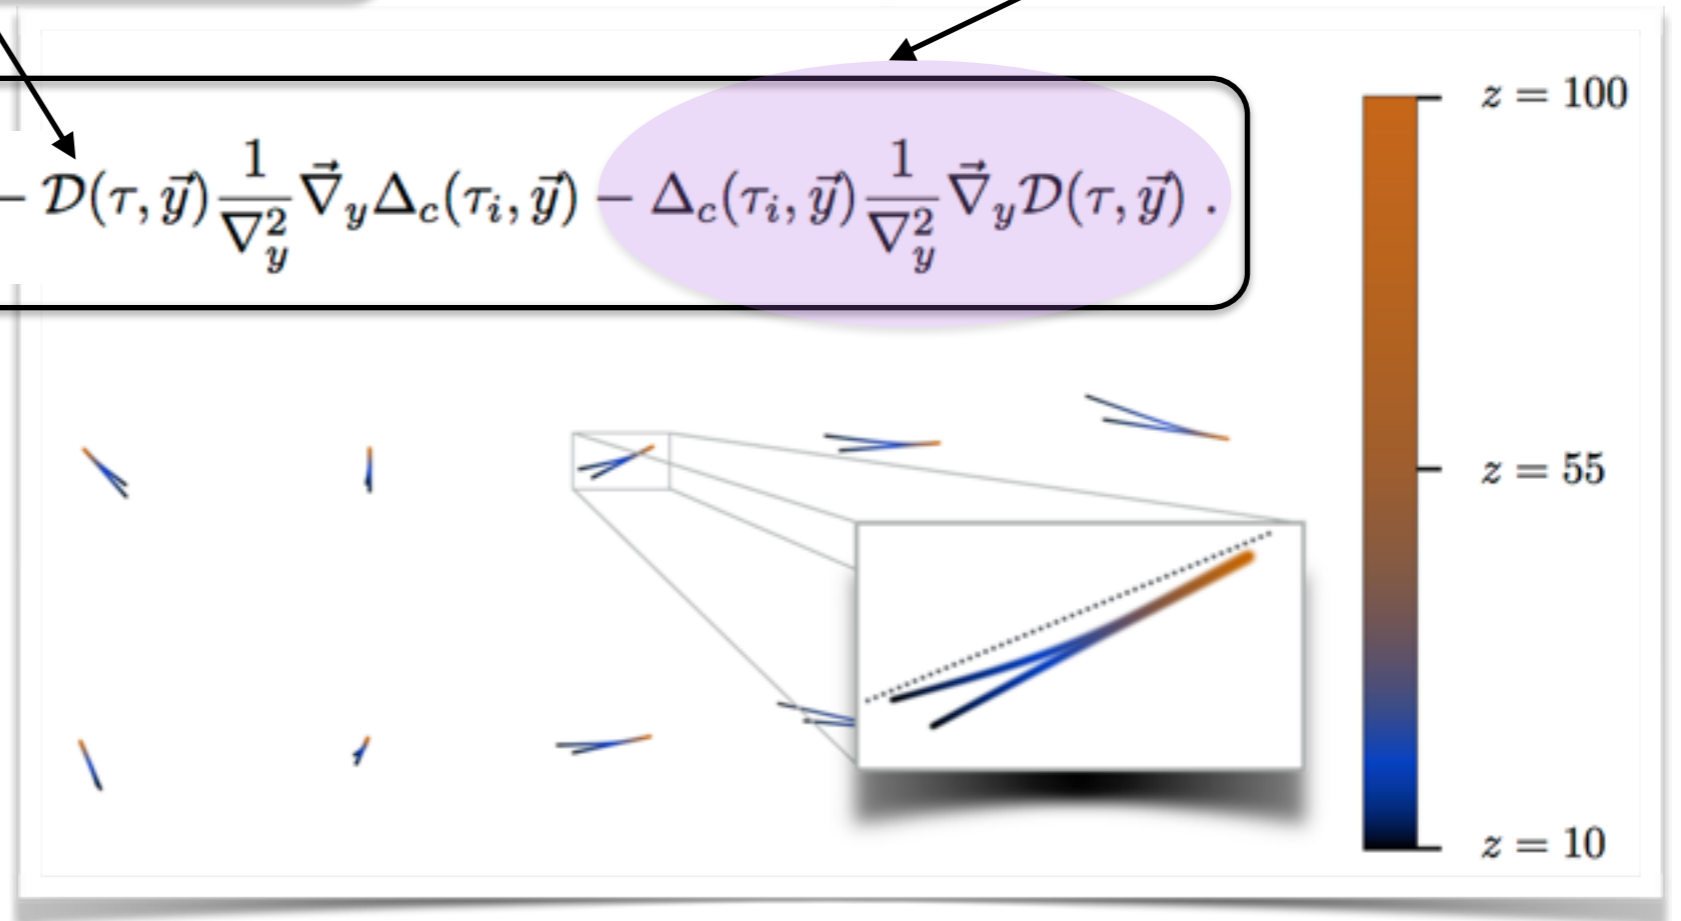 − 𝒟(τ, y⃗) 1/∇²_y ∇⃗_y Δ_c(τ_i, y⃗) − Δ_c(τ_i, y⃗) 1/∇²_y ∇⃗_y 𝒟(τ, y⃗) .
z = 100
z = 55
z = 10